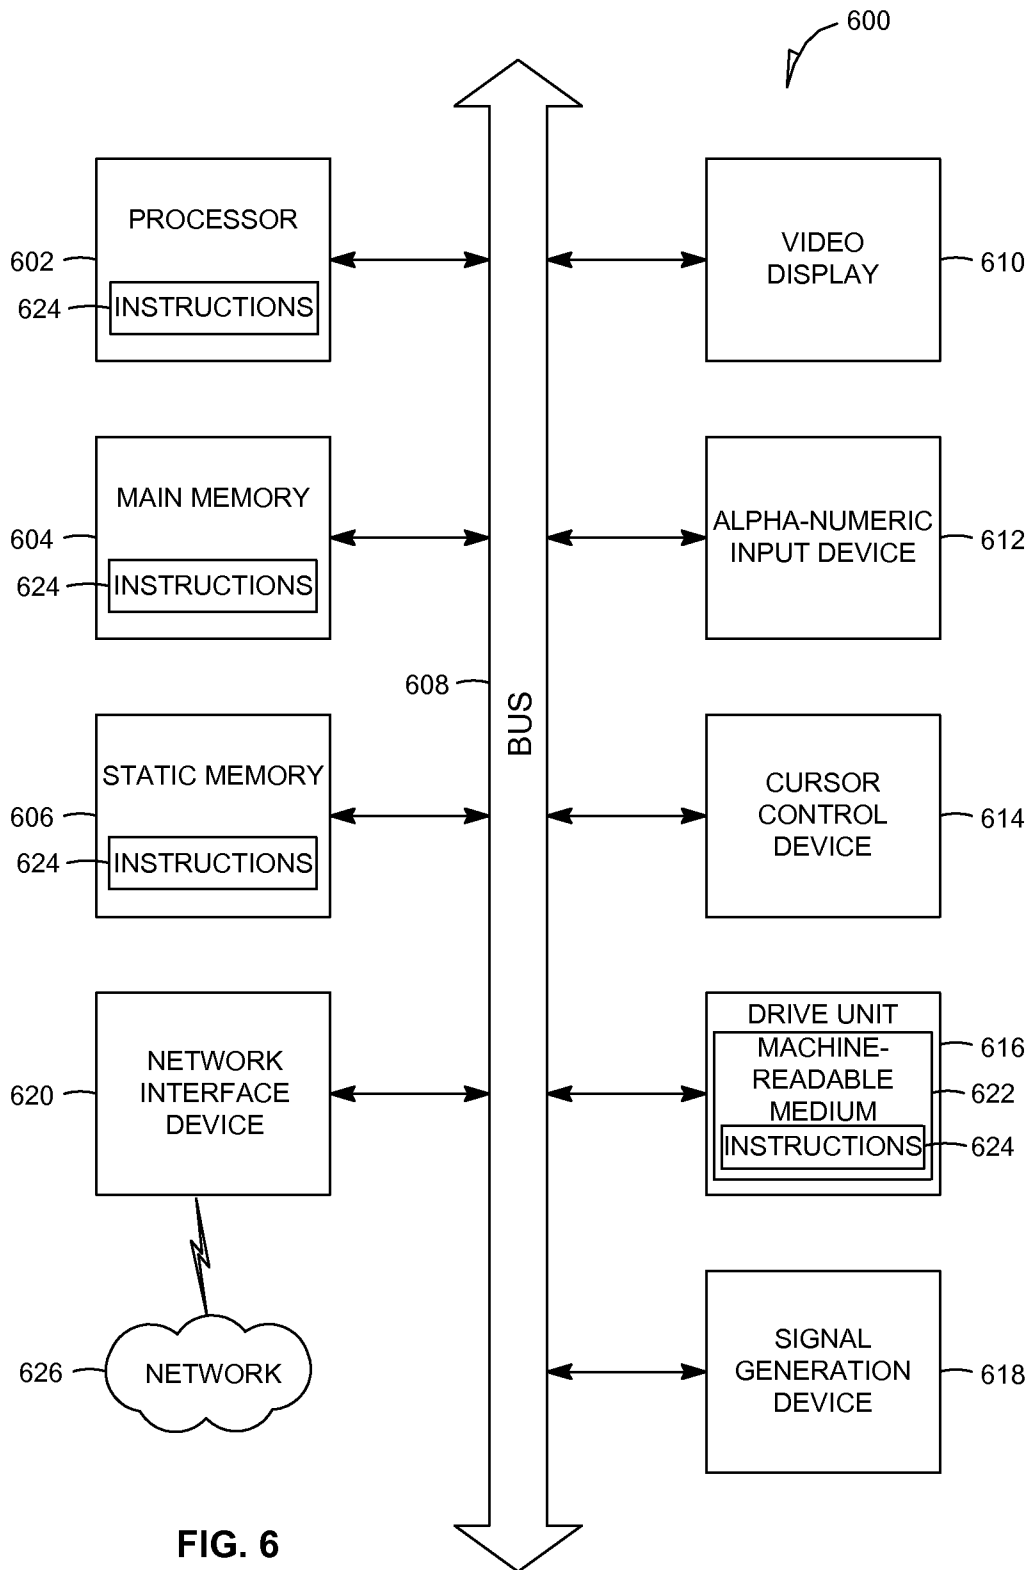 600
PROCESSOR
602
624
INSTRUCTIONS
VIDEO
DISPLAY
610
MAIN MEMORY
604
624
INSTRUCTIONS
ALPHA-NUMERIC
INPUT DEVICE
612
608
BUS
STATIC MEMORY
606
624
INSTRUCTIONS
CURSOR
CONTROL
DEVICE
614
NETWORK
INTERFACE
DEVICE
620
DRIVE UNIT
616
MACHINE-
READABLE
MEDIUM
622
INSTRUCTIONS
624
626
NETWORK
SIGNAL
GENERATION
DEVICE
618
FIG. 6